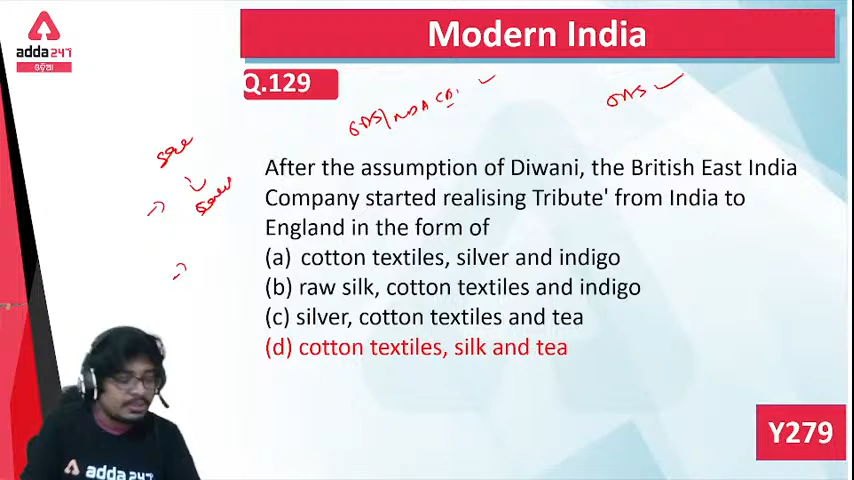 Modern India
adda247
ଓଡ଼ିଆ
Q.129
OAS
After the assumption of Diwani, the British East India
Company started realising Tribute' from India to
England in the form of
(a) cotton textiles, silver and indigo
(b) raw silk, cotton textiles and indigo
(c) silver, cotton textiles and tea
(d) cotton textiles, silk and tea
Y279
adda247